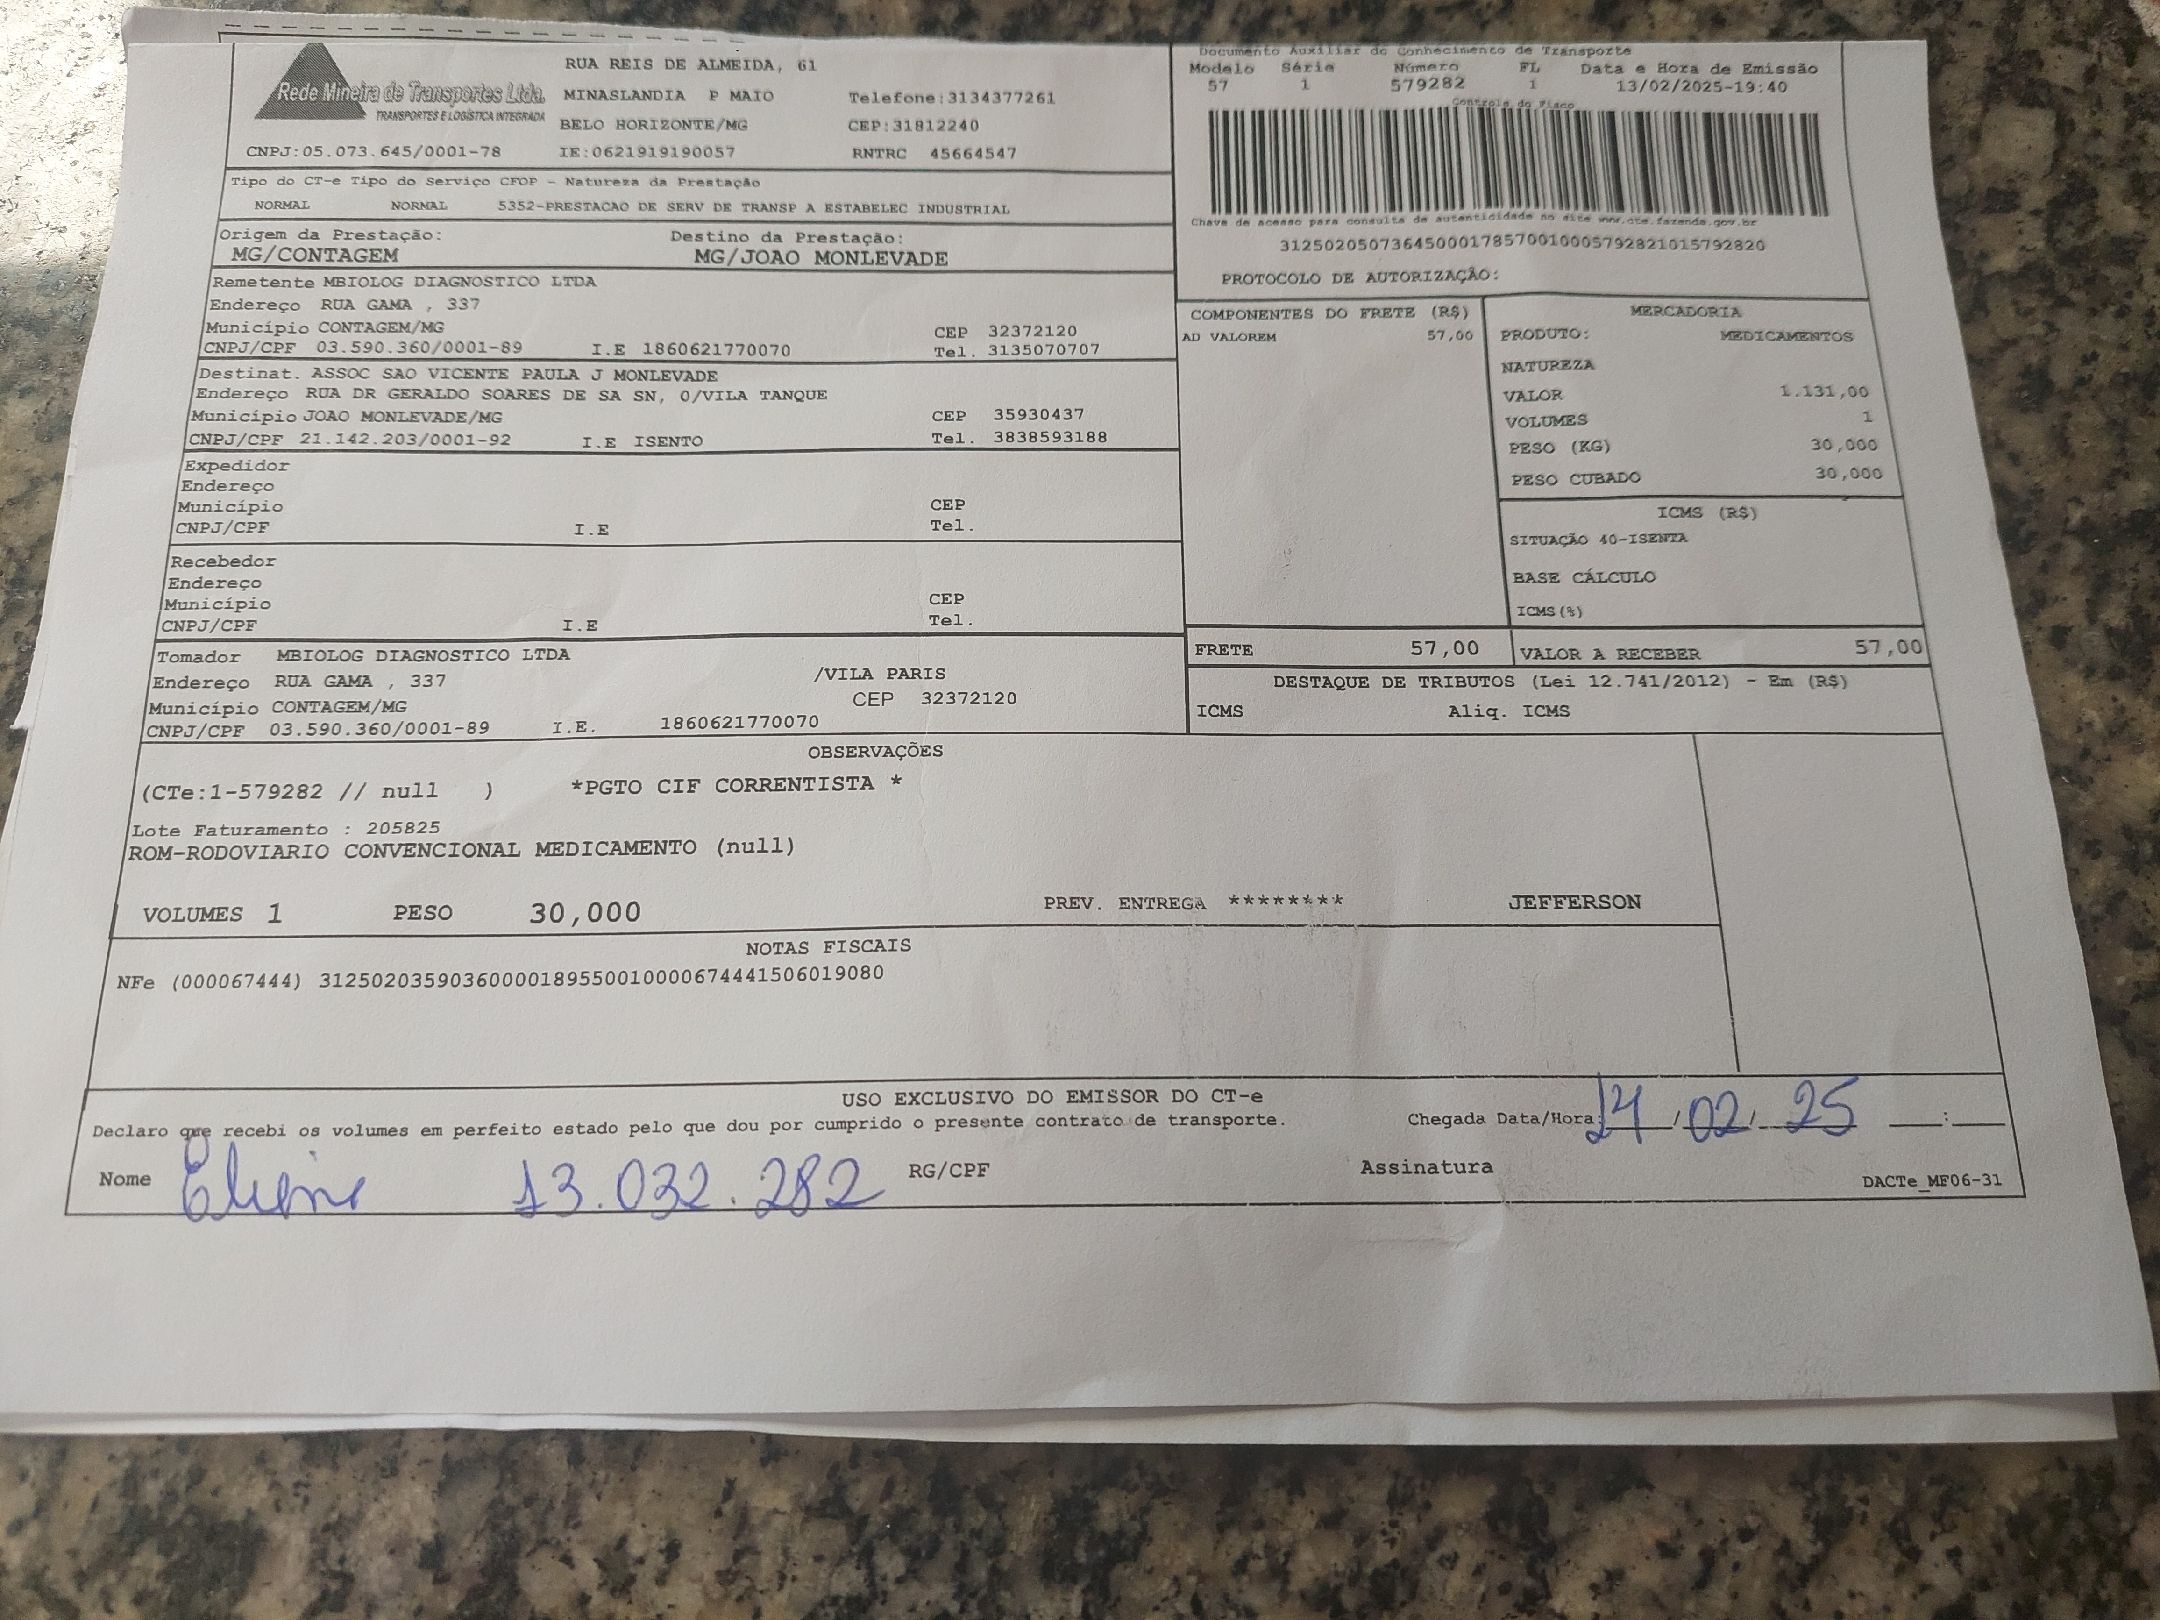 Rede Mineira de Transportes Ltda.
TRANSPORTES E LOGÍSTICA INTEGRADA
RUA REIS DE ALMEIDA, 61
MINASLANDIA P MAIO Telefone:3134377261
BELO HORIZONTE/MG CEP:31812240
CNPJ:05.073.645/0001-78 IE:0621919190057 RNTRC 45664547
Documento Auxiliar do Conhecimento de Transporte
Modelo Série Número FL Data e Hora de Emissão
57 1 579282 1 13/02/2025-19:40
Controle do Fisco
Chave de acesso para consulta de autenticidade no site www.cte.fazenda.gov.br
31250205073645000178570010005792821015792820
PROTOCOLO DE AUTORIZAÇÃO:
Tipo do CT-e Tipo do Serviço CFOP - Natureza da Prestação
NORMAL NORMAL 5352-PRESTACAO DE SERV DE TRANSP A ESTABELEC INDUSTRIAL
Origem da Prestação: Destino da Prestação:
MG/CONTAGEM MG/JOAO MONLEVADE
Remetente MBIOLOG DIAGNOSTICO LTDA
Endereço RUA GAMA , 337
Município CONTAGEM/MG CEP 32372120
CNPJ/CPF 03.590.360/0001-89 I.E 1860621770070 Tel. 3135070707
Destinat. ASSOC SAO VICENTE PAULA J MONLEVADE
Endereço RUA DR GERALDO SOARES DE SA SN, 0/VILA TANQUE
Município JOAO MONLEVADE/MG CEP 35930437
CNPJ/CPF 21.142.203/0001-92 I.E ISENTO Tel. 3838593188
Expedidor
Endereço
Município CEP
CNPJ/CPF I.E Tel.
Recebedor
Endereço
Município CEP
CNPJ/CPF I.E Tel.
Tomador MBIOLOG DIAGNOSTICO LTDA
Endereço RUA GAMA , 337 /VILA PARIS
Município CONTAGEM/MG CEP 32372120
CNPJ/CPF 03.590.360/0001-89 I.E. 1860621770070
COMPONENTES DO FRETE (R$)
AD VALOREM 57,00
MERCADORIA
PRODUTO: MEDICAMENTOS
NATUREZA
VALOR 1.131,00
VOLUMES 1
PESO (KG) 30,000
PESO CUBADO 30,000
ICMS (R$)
SITUAÇÃO 40-ISENTA
BASE CÁLCULO
ICMS(%)
FRETE 57,00 VALOR A RECEBER 57,00
DESTAQUE DE TRIBUTOS (Lei 12.741/2012) - Em (R$)
ICMS Aliq. ICMS
OBSERVAÇÕES
(CTe:1-579282 // null ) *PGTO CIF CORRENTISTA *
Lote Faturamento : 205825
ROM-RODOVIARIO CONVENCIONAL MEDICAMENTO (null)
VOLUMES 1 PESO 30,000 PREV. ENTREGA ******** JEFFERSON
NOTAS FISCAIS
NFe (000067444) 31250203590360000189550010000674441506019080
USO EXCLUSIVO DO EMISSOR DO CT-e
Declaro que recebi os volumes em perfeito estado pelo que dou por cumprido o presente contrato de transporte. Chegada Data/Hora: 14/02/25 ___:___
Nome 13.032.282 RG/CPF Assinatura
DACTe_MF06-31